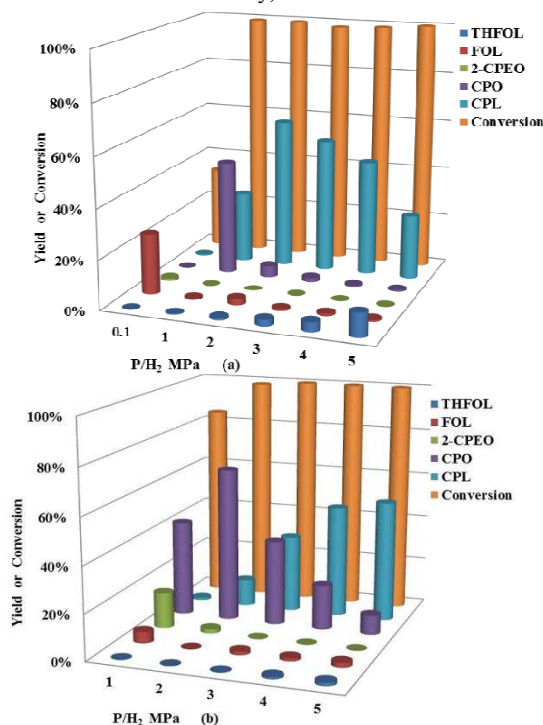 100%
80%
60%
40%
20%
0%
Yield or Conversion
0.1
1
2
3
4
5
P/H₂ MPa (a)
THFOL
FOL
2-CPEO
CPO
CPL
Conversion
100%
80%
60%
40%
20%
0%
Yield or Conversion
1
2
3
4
5
P/H₂ MPa (b)
THFOL
FOL
2-CPEO
CPO
CPL
Conversion